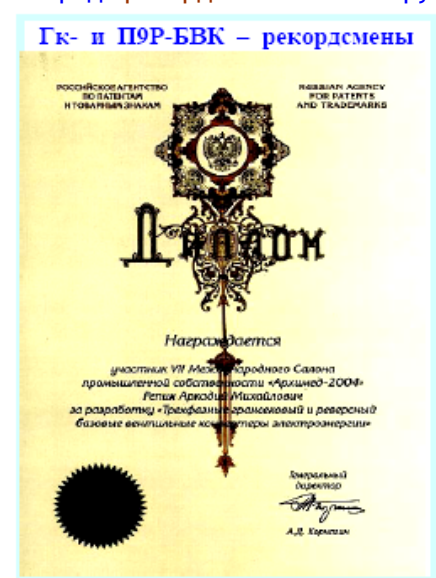 Гк- и П9Р-БВК – рекордсмены
РОССИЙСКОЕ АГЕНТСТВО
ПО ПАТЕНТАМ
И ТОВАРНЫМ ЗНАКАМ
RUSSIAN AGENCY
FOR PATENTS
AND TRADEMARKS
Диплом
Награждается
участник VII Международного Салона
промышленной собственности «Архимед-2004»
Репин Аркадий Михайлович
за разработку «Трехфазные грансековый и реверсный
базовые вентильные конвертеры электроэнергии»
Генеральный
директор
А.Д. Корчагин